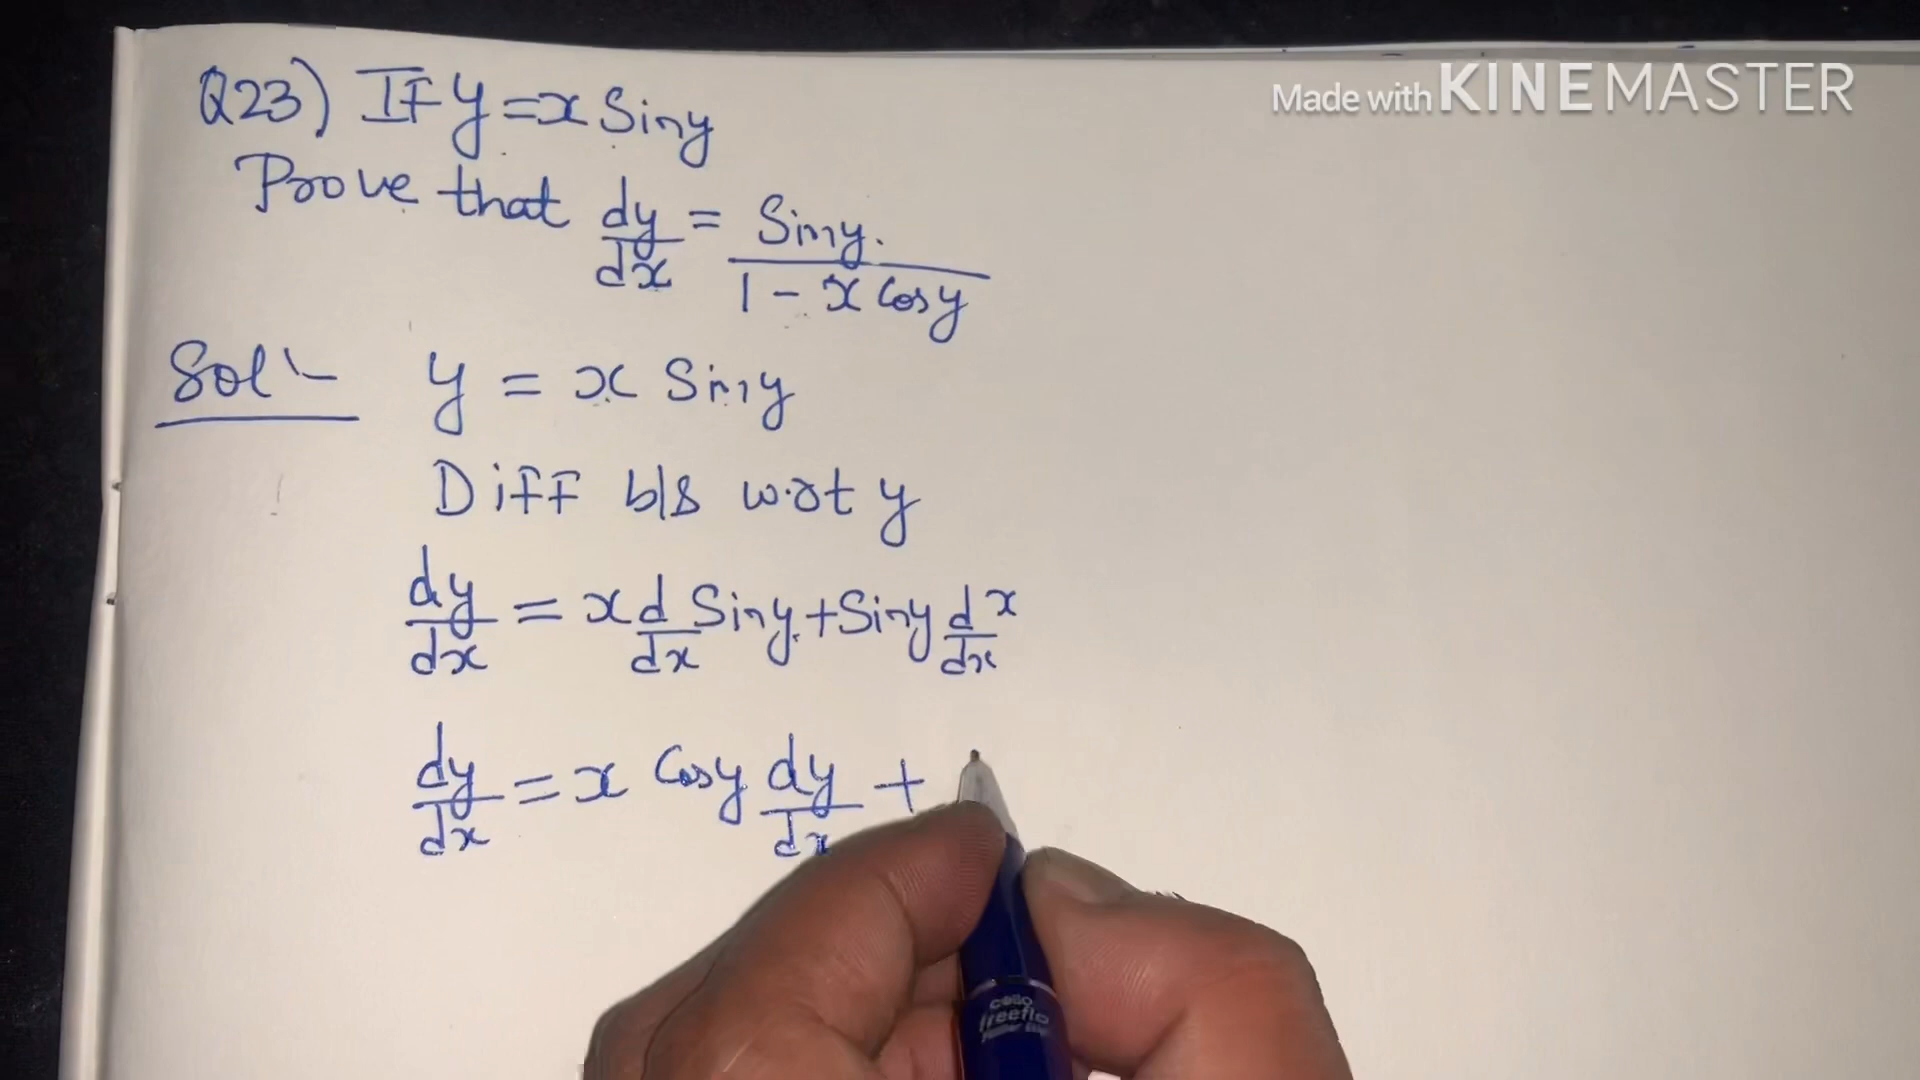 Made with KINEMASTER
Q23) IF y = x Siny
Prove that dy/dx = Siny. / 1 - x Cosy
Sol:- y = x Siny
Diff b/s w.r.t y
dy/dx = x d/dx Siny + Siny d/dx x
dy/dx = x Cosy dy/dx +
cello
freeflo